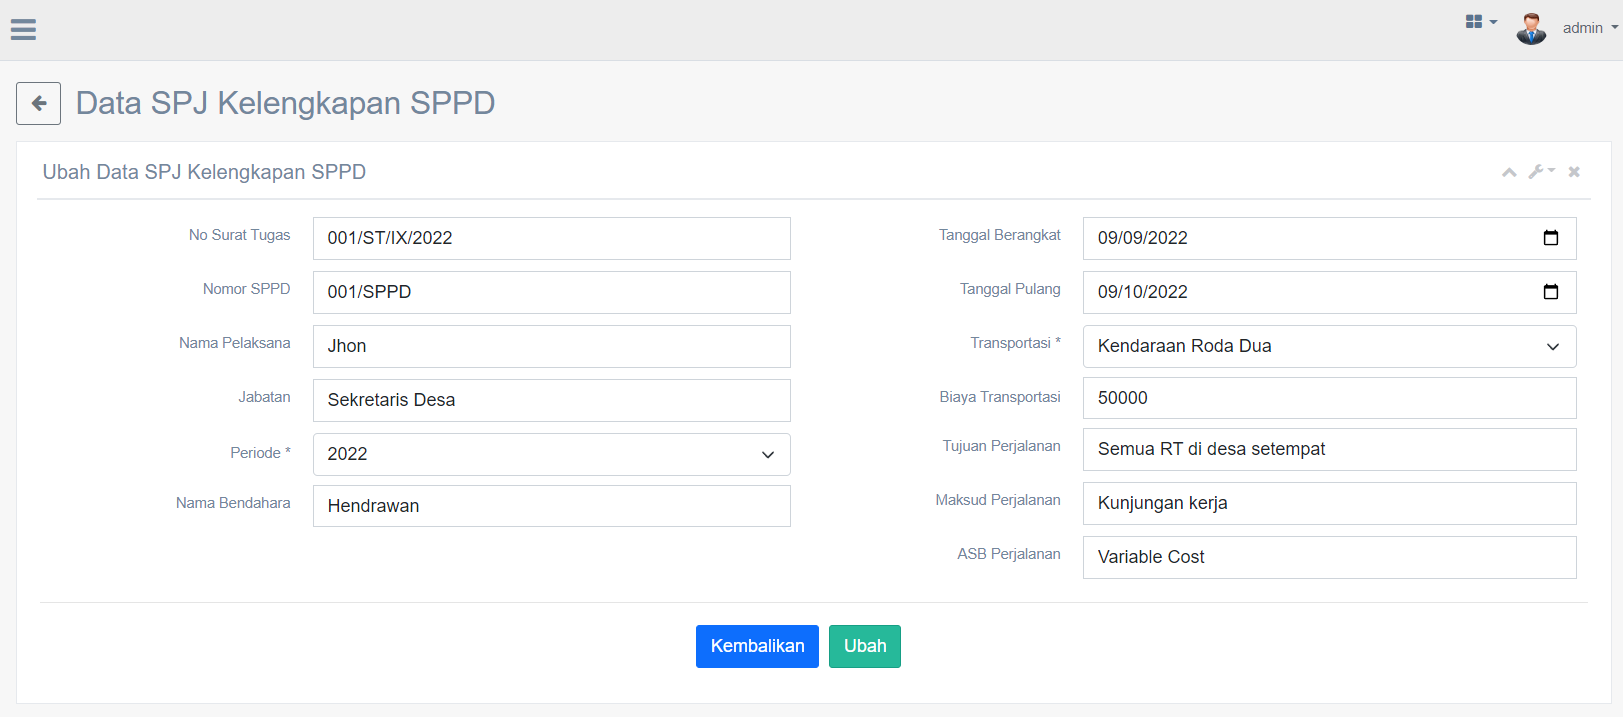 admin
Data SPJ Kelengkapan SPPD
Ubah Data SPJ Kelengkapan SPPD
No Surat Tugas 001/ST/IX/2022
Nomor SPPD 001/SPPD
Nama Pelaksana Jhon
Jabatan Sekretaris Desa
Periode * 2022
Nama Bendahara Hendrawan
Tanggal Berangkat 09/09/2022
Tanggal Pulang 09/10/2022
Transportasi * Kendaraan Roda Dua
Biaya Transportasi 50000
Tujuan Perjalanan Semua RT di desa setempat
Maksud Perjalanan Kunjungan kerja
ASB Perjalanan Variable Cost
Kembalikan Ubah